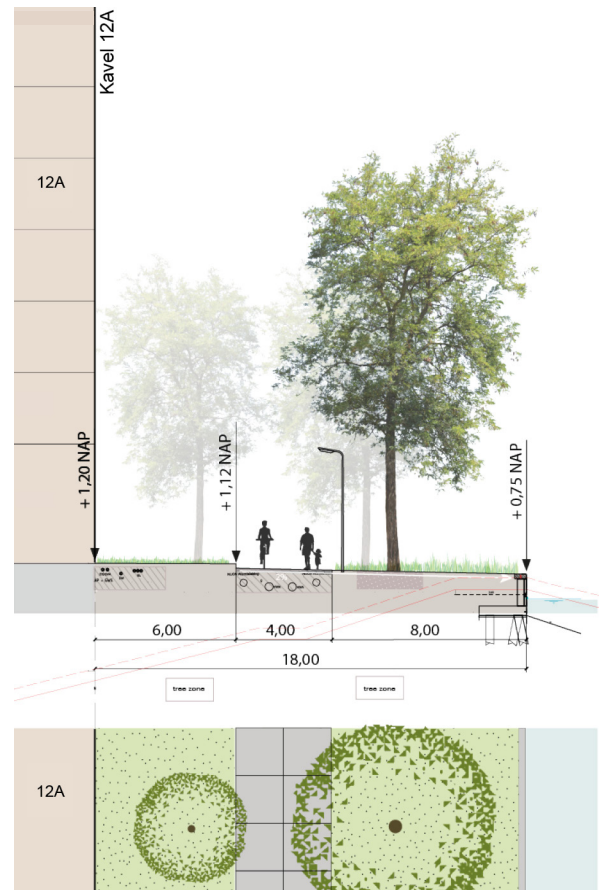 Kavel 12A
12A
+ 1,20 NAP
+ 1,12 NAP
+ 0,75 NAP
6,00
4,00
8,00
18,00
tree zone
tree zone
12A